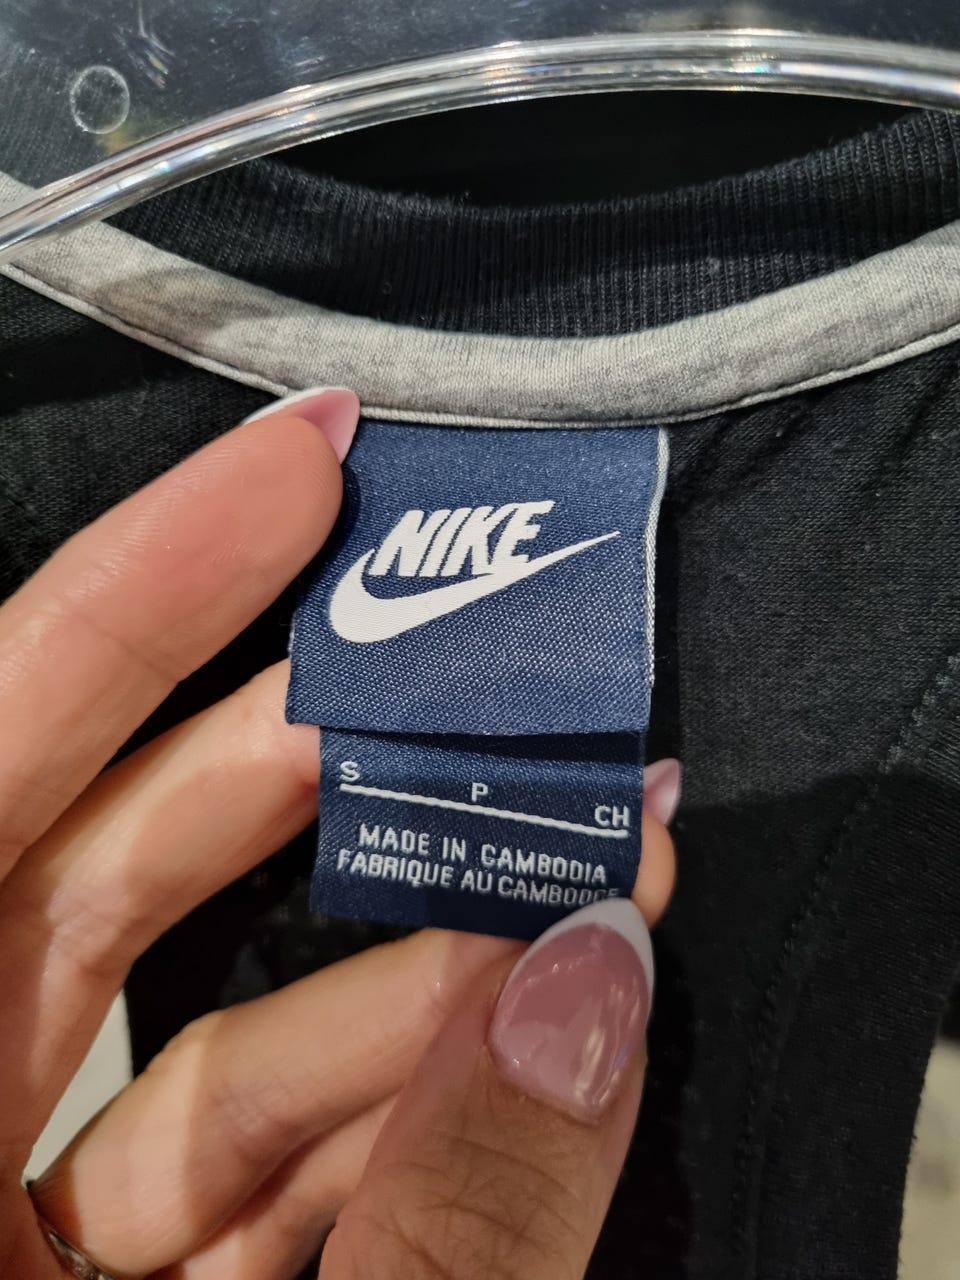 NIKE
S P CH
MADE IN CAMBODIA
FABRIQUE AU CAMBODGE